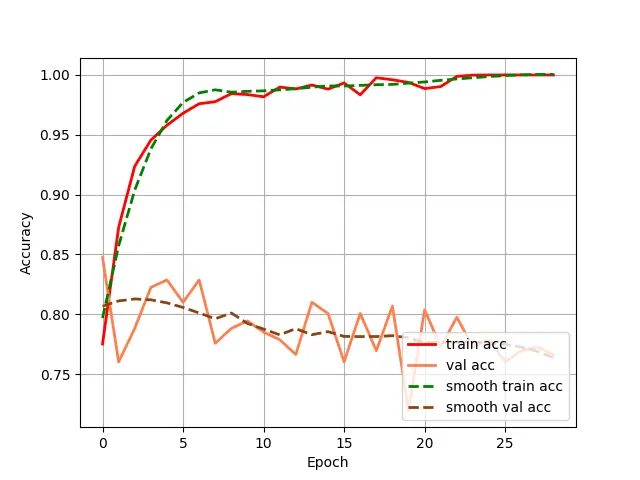 1.00
0.95
0.90
0.85
0.80
0.75
Accuracy
0 5 10 15 20 25
Epoch
train acc
val acc
smooth train acc
smooth val acc